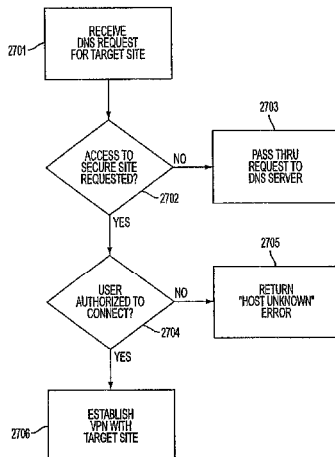 2701
RECEIVE
DNS REQUEST
FOR TARGET SITE
ACCESS TO
SECURE SITE
REQUESTED?
2702
NO
2703
PASS THRU
REQUEST TO
DNS SERVER
YES
USER
AUTHORIZED TO
CONNECT?
2704
NO
2705
RETURN
"HOST UNKNOWN"
ERROR
YES
2706
ESTABLISH
VPN WITH
TARGET SITE